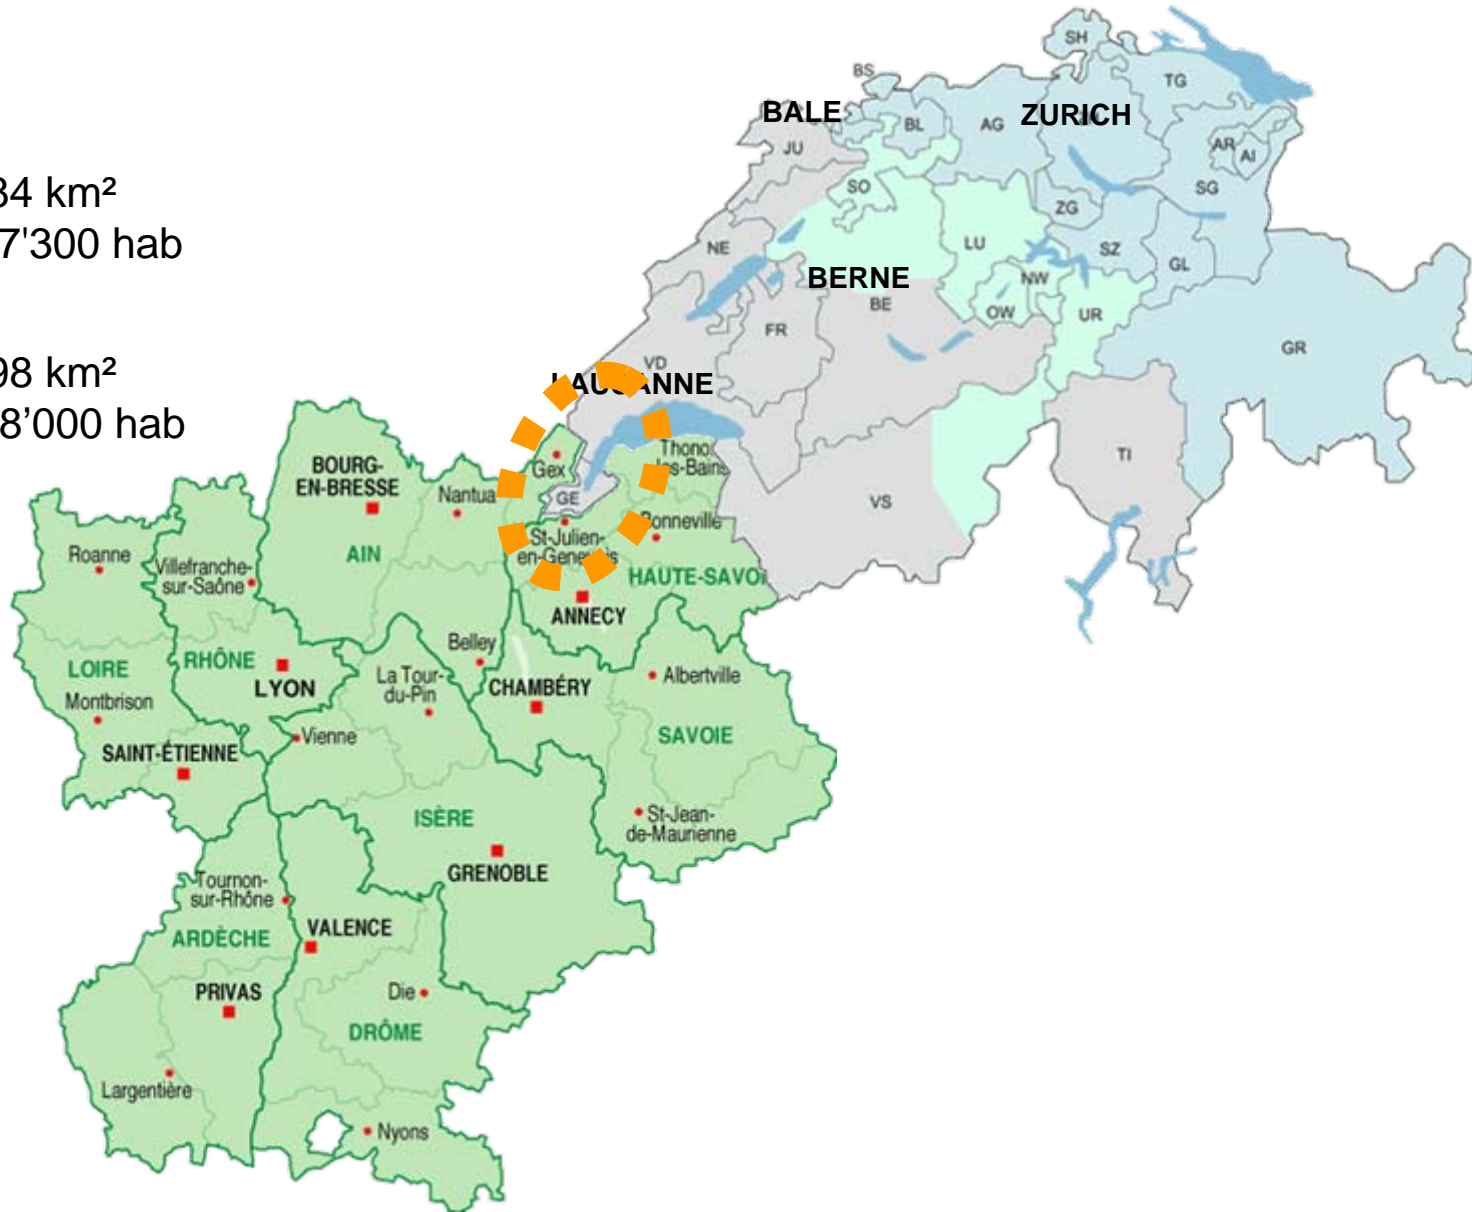 34 km²
7'300 hab
98 km²
8’000 hab
SH
BS
TG
BALE
ZURICH
BL
AG
JU
AR
AI
SO
SG
ZG
NE
LU
SZ
GL
NW
BERNE
BE
OW
UR
FR
GR
VD
LAUSANNE
TI
VS
BOURG-
EN-BRESSE
Gex
les-Bains
Nantua
GE
Bonneville
Roanne
AIN
St-Julien-
en-Genevois
Villefranche-
sur-Saône
HAUTE-SAVOI
ANNECY
Belley
LOIRE
RHÔNE
LYON
La Tour-
du-Pin
CHAMBÉRY
Albertville
Montbrison
Vienne
SAVOIE
SAINT-ÉTIENNE
ISÈRE
St-Jean-
de-Maurienne
GRENOBLE
Tournon-
sur-Rhône
VALENCE
ARDÈCHE
PRIVAS
Die
DRÔME
Largentière
Nyons